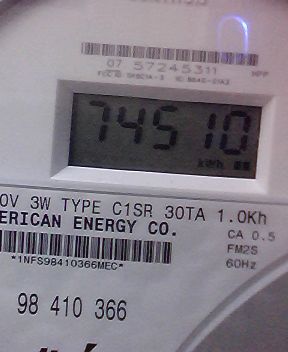 07 57245311
74510
kWh
0V 3W TYPE C1SR 30TA 1.0Kh
ERICAN ENERGY CO.
CA 0.5
FM2S
60Hz
*1NFS98410366MEC*
98 410 366